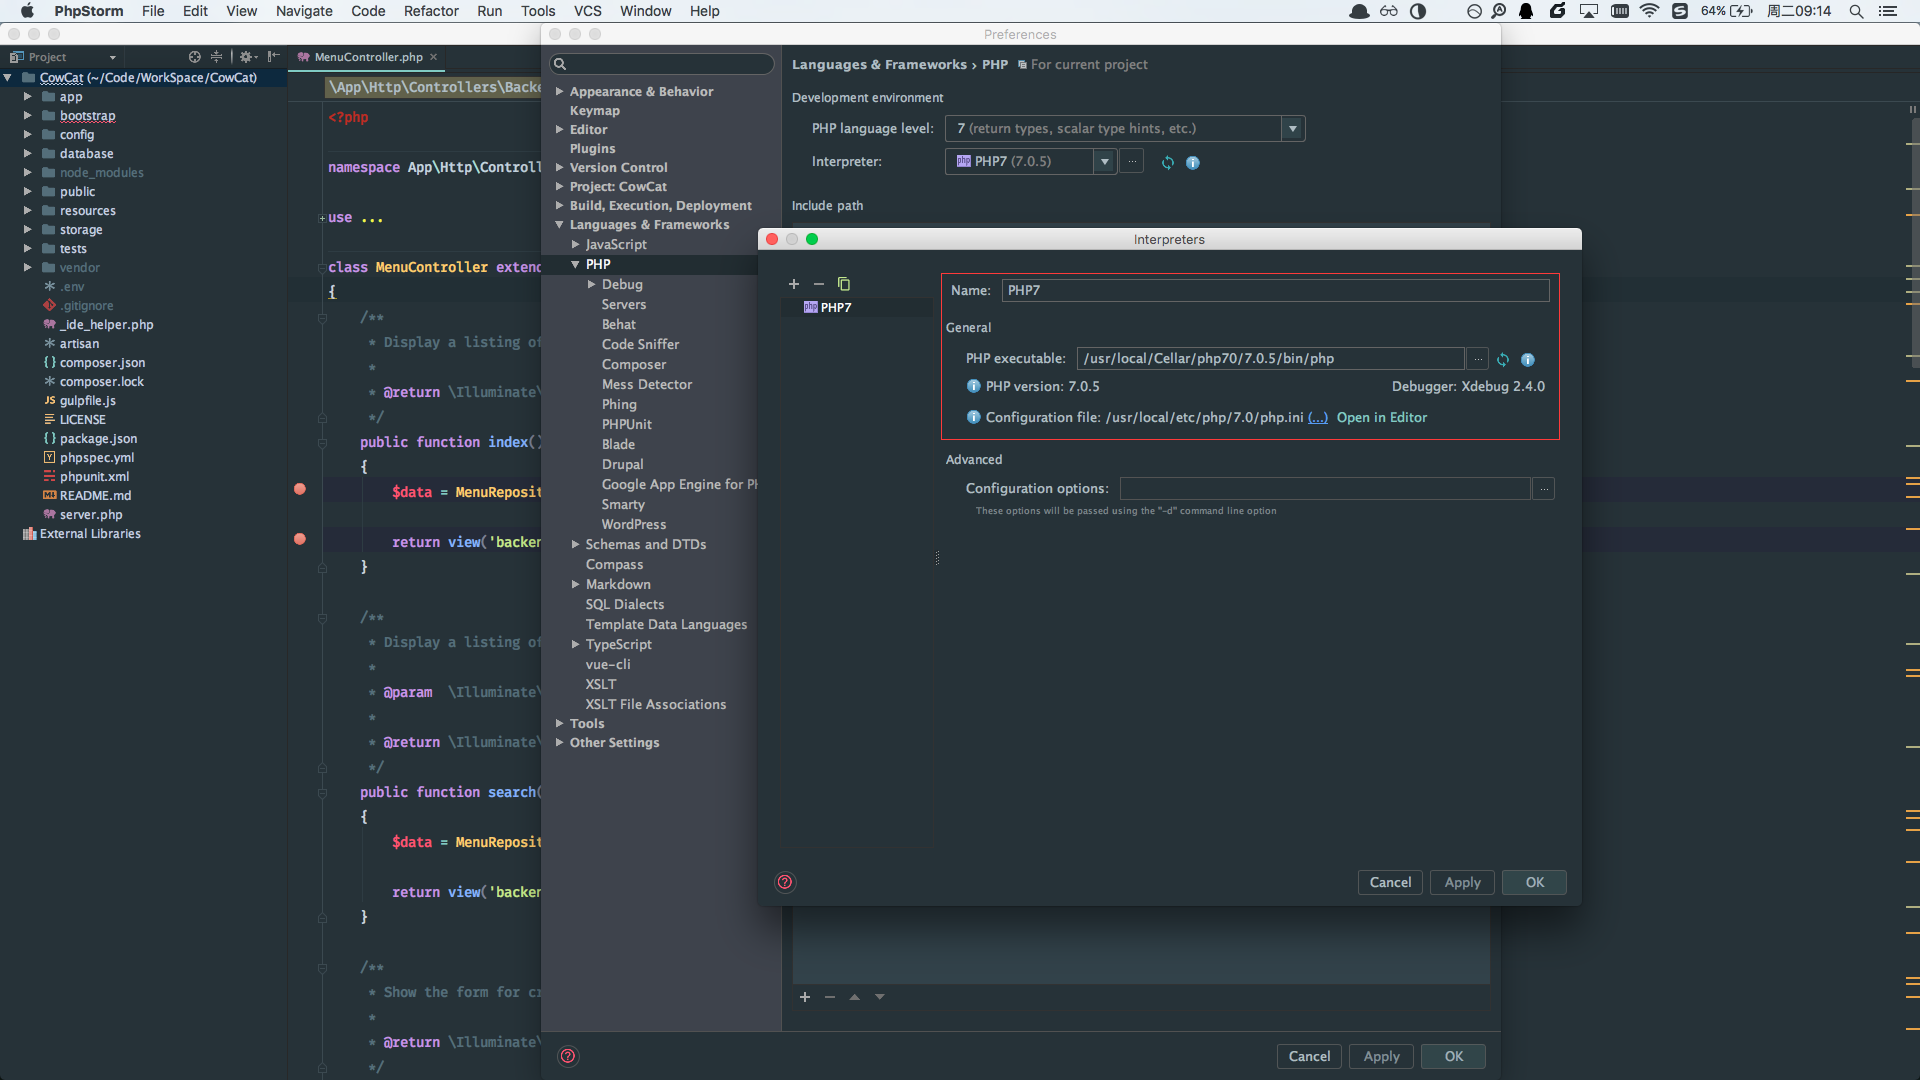 PhpStorm File Edit View Navigate Code Refactor Run Tools VCS Window Help 64% 周二09:14
Project
CowCat (~/Code/WorkSpace/CowCat)
app
bootstrap
config
database
node_modules
public
resources
storage
tests
vendor
.env
.gitignore
_ide_helper.php
artisan
composer.json
composer.lock
gulpfile.js
LICENSE
package.json
phpspec.yml
phpunit.xml
README.md
server.php
External Libraries
MenuController.php
\App\Http\Controllers\Backe
<?php
namespace App\Http\Controll
use ...
class MenuController extend
{
/**
* Display a listing of
*
* @return \Illuminate\
*/
public function index()
{
$data = MenuReposit
return view('backen
}
/**
* Display a listing of
*
* @param \Illuminate\
*
* @return \Illuminate\
*/
public function search(
{
$data = MenuReposit
return view('backen
}
/**
* Show the form for cr
*
* @return \Illuminate\
*/
Preferences
Appearance & Behavior
Keymap
Editor
Plugins
Version Control
Project: CowCat
Build, Execution, Deployment
Languages & Frameworks
JavaScript
PHP
Debug
Servers
Behat
Code Sniffer
Composer
Mess Detector
Phing
PHPUnit
Blade
Drupal
Google App Engine for PH
Smarty
WordPress
Schemas and DTDs
Compass
Markdown
SQL Dialects
Template Data Languages
TypeScript
vue-cli
XSLT
XSLT File Associations
Tools
Other Settings
Languages & Frameworks › PHP For current project
Development environment
PHP language level: 7 (return types, scalar type hints, etc.)
Interpreter: php PHP7 (7.0.5) ...
Include path
Interpreters
php PHP7
Name: PHP7
General
PHP executable: /usr/local/Cellar/php70/7.0.5/bin/php ...
PHP version: 7.0.5 Debugger: Xdebug 2.4.0
Configuration file: /usr/local/etc/php/7.0/php.ini (...) Open in Editor
Advanced
Configuration options: ...
These options will be passed using the "-d" command line option
Cancel Apply OK
Cancel Apply OK